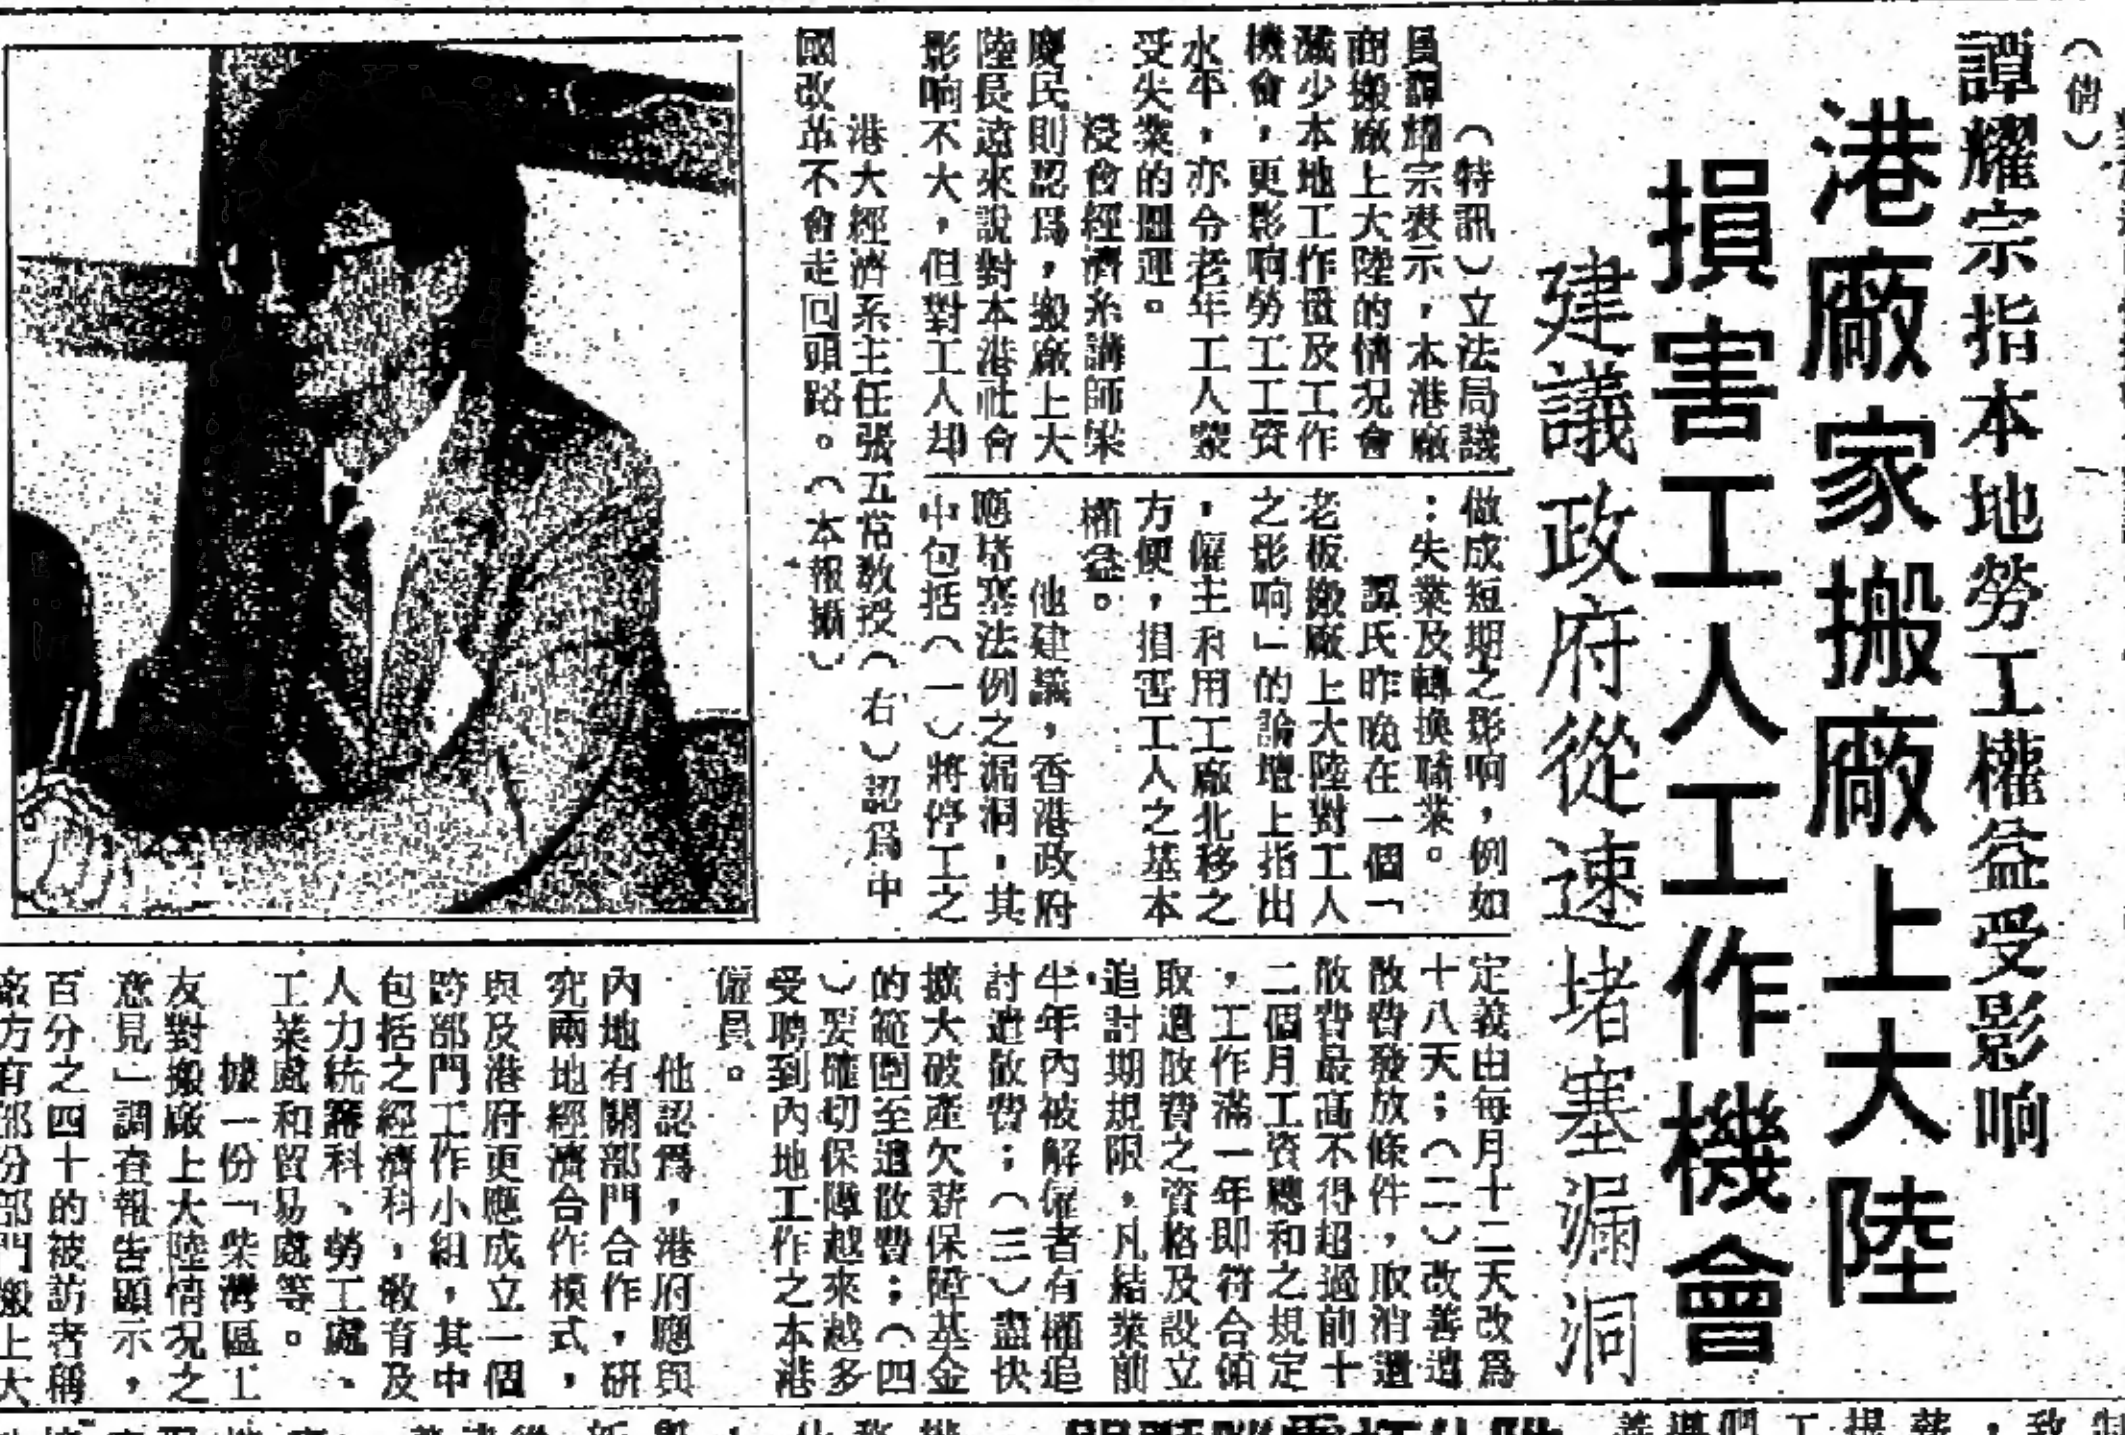 （倩）
譚耀宗指本地勞工權益受影响
港廠家搬廠上大陸
損害工人工作機會
建議政府從速堵塞漏洞
（特訊）立法局議
員譚耀宗表示，本港廠
商搬廠上大陸的情况會
減少本地工作量及工作
機會，更影响勞工工資
水平，亦令老年工人蒙
受失業的厄運。
浸會經濟系講師梁
慶民則認爲，搬廠上大
陸長遠來說對本港社會
影响不大，但對工人却
做成短期之影响，例如
：失業及轉換職業。
譚氏昨晚在一個「
老板搬廠上大陸對工人
之影响」的論壇上指出
，僱主利用工廠北移之
方便，損害工人之基本
權益。
他建議，香港政府
應堵塞法例之漏洞，其
中包括（一）將停工之
定義由每月十二天改爲
十八天；（二）改善遣
散費發放條件，取消遣
散費最高不得超過前十
二個月工資總和之規定
，工作滿一年即符合領
取遣散費之資格及設立
追討期規限，凡結業前
半年內被解僱者有權追
討遣散費；（三）盡快
擴大破產欠薪保障基金
的範圍至遣散費；（四
）要確切保障越來越多
受聘到內地工作之本港
僱員。
他認爲，港府應與
內地有關部門合作，研
究兩地經濟合作模式，
與及港府更應成立一個
跨部門工作小組，其中
包括之經濟科，教育及
人力統籌科、勞工處、
工業處和貿易處等。
據一份「柴灣區工
友對搬廠上大陸情况之
意見」調查報告顯示，
百分之四十的被訪者稱
廠方有部份部門搬上大
港大經濟系主任張五常教授（右）認爲中
國改革不會走回頭路。（本報攝）